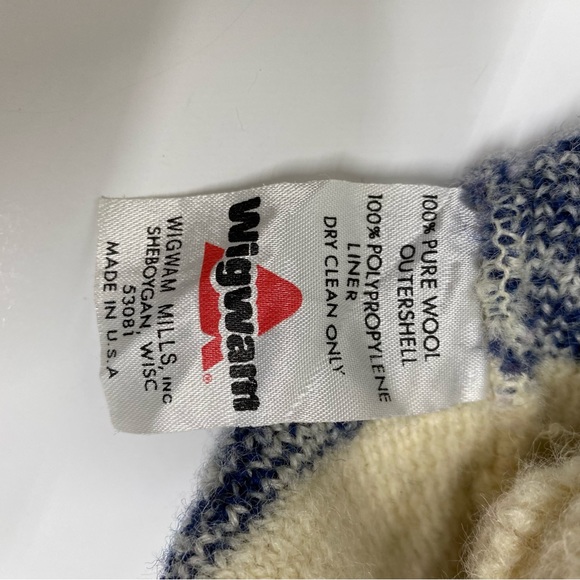 100% PURE WOOL
OUTERSHELL
100% POLYPROPYLENE
LINER
DRY CLEAN ONLY
Wigwam
®
WIGWAM MILLS, INC
SHEBOYGAN WISC
53081
MADE IN U.S.A